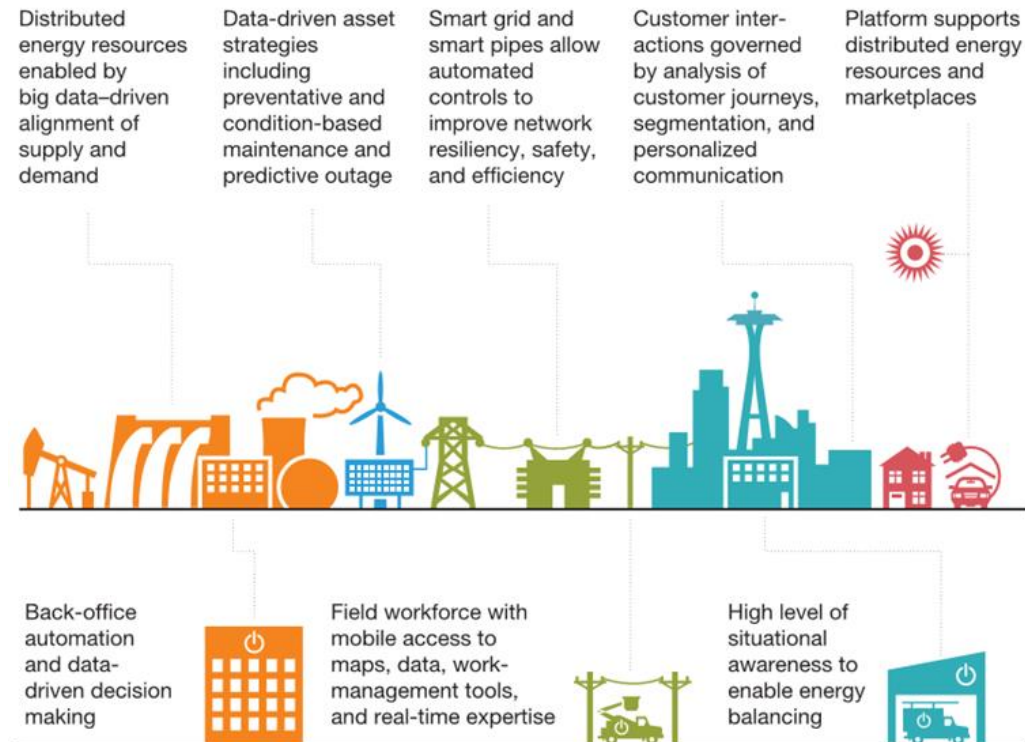 Distributed
energy resources
enabled by
big data–driven
alignment of
supply and
demand
Data-driven asset
strategies
including
preventative and
condition-based
maintenance and
predictive outage
Smart grid and
smart pipes allow
automated
controls to
improve network
resiliency, safety,
and efficiency
Customer inter-
actions governed
by analysis of
customer journeys,
segmentation, and
personalized
communication
Platform supports
distributed energy
resources and
marketplaces
Back-office
automation
and data-
driven decision
making
Field workforce with
mobile access to
maps, data, work-
management tools,
and real-time expertise
High level of
situational
awareness to
enable energy
balancing